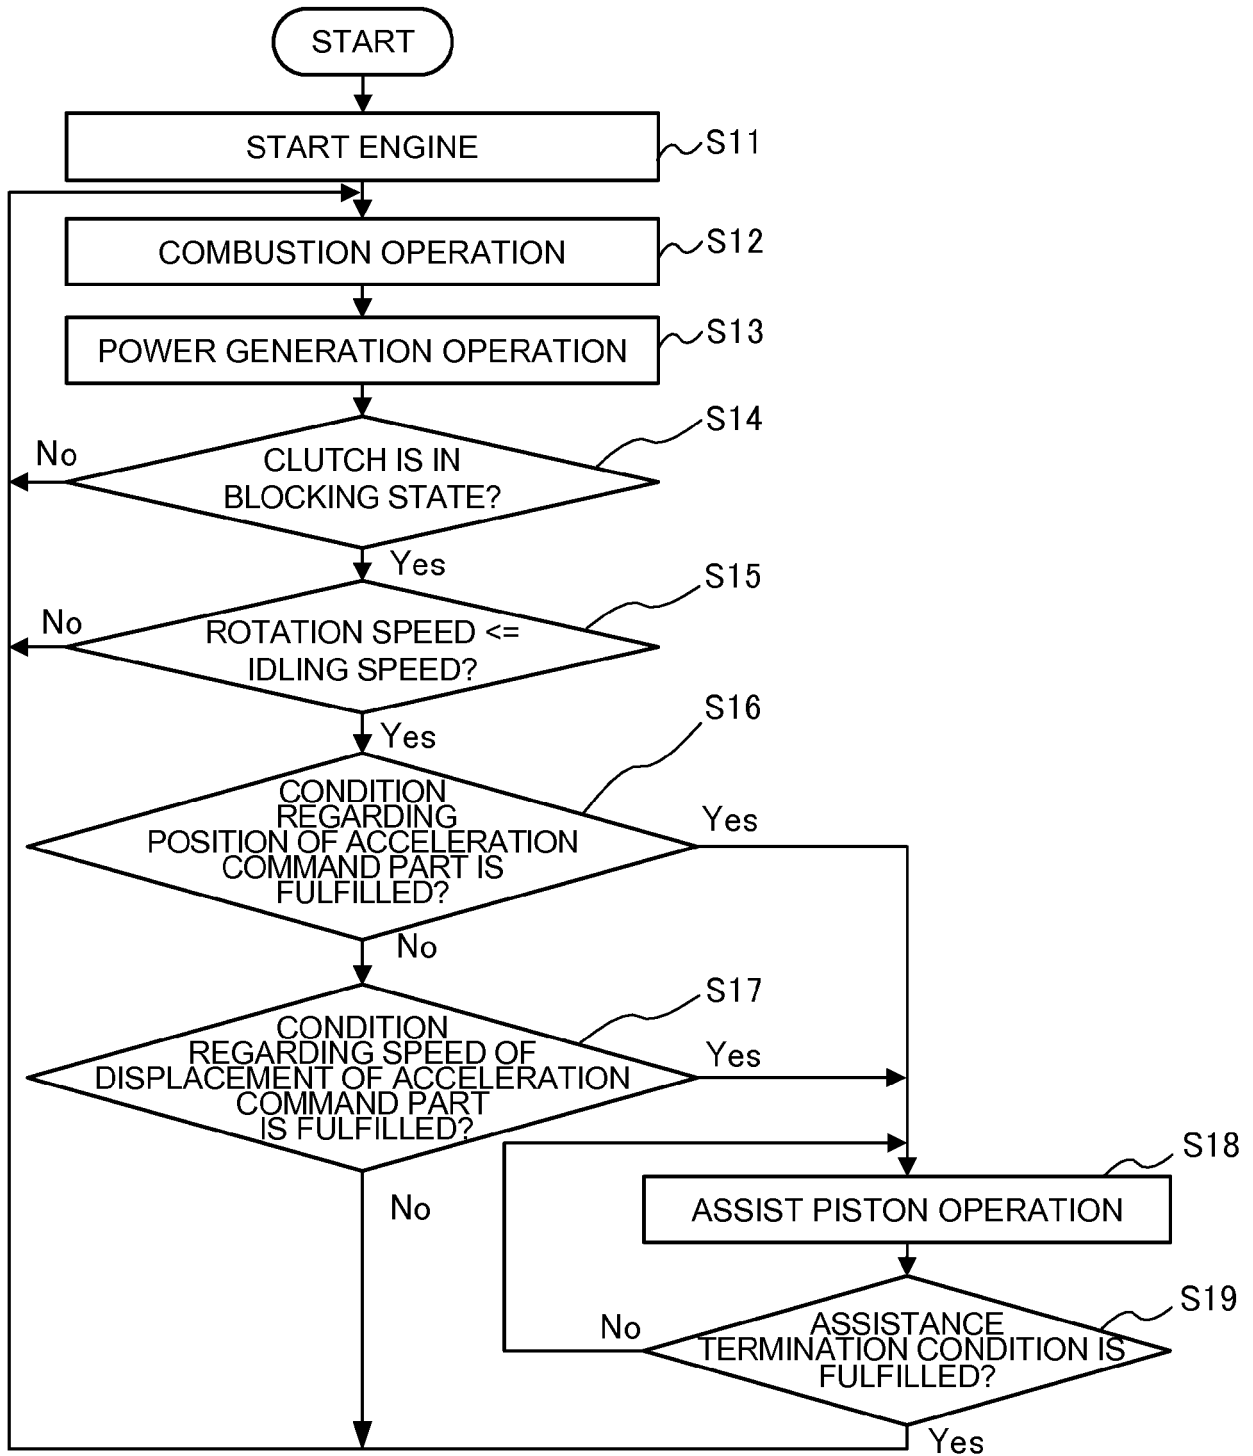 START
START ENGINE
S11
COMBUSTION OPERATION
S12
POWER GENERATION OPERATION
S13
S14
No
CLUTCH IS IN
BLOCKING STATE?
Yes
S15
No
ROTATION SPEED <=
IDLING SPEED?
Yes
S16
CONDITION
REGARDING
POSITION OF ACCELERATION
COMMAND PART IS
FULFILLED?
Yes
No
S17
CONDITION
REGARDING SPEED OF
DISPLACEMENT OF ACCELERATION
COMMAND PART
IS FULFILLED?
Yes
No
S18
ASSIST PISTON OPERATION
S19
No
ASSISTANCE
TERMINATION CONDITION IS
FULFILLED?
Yes